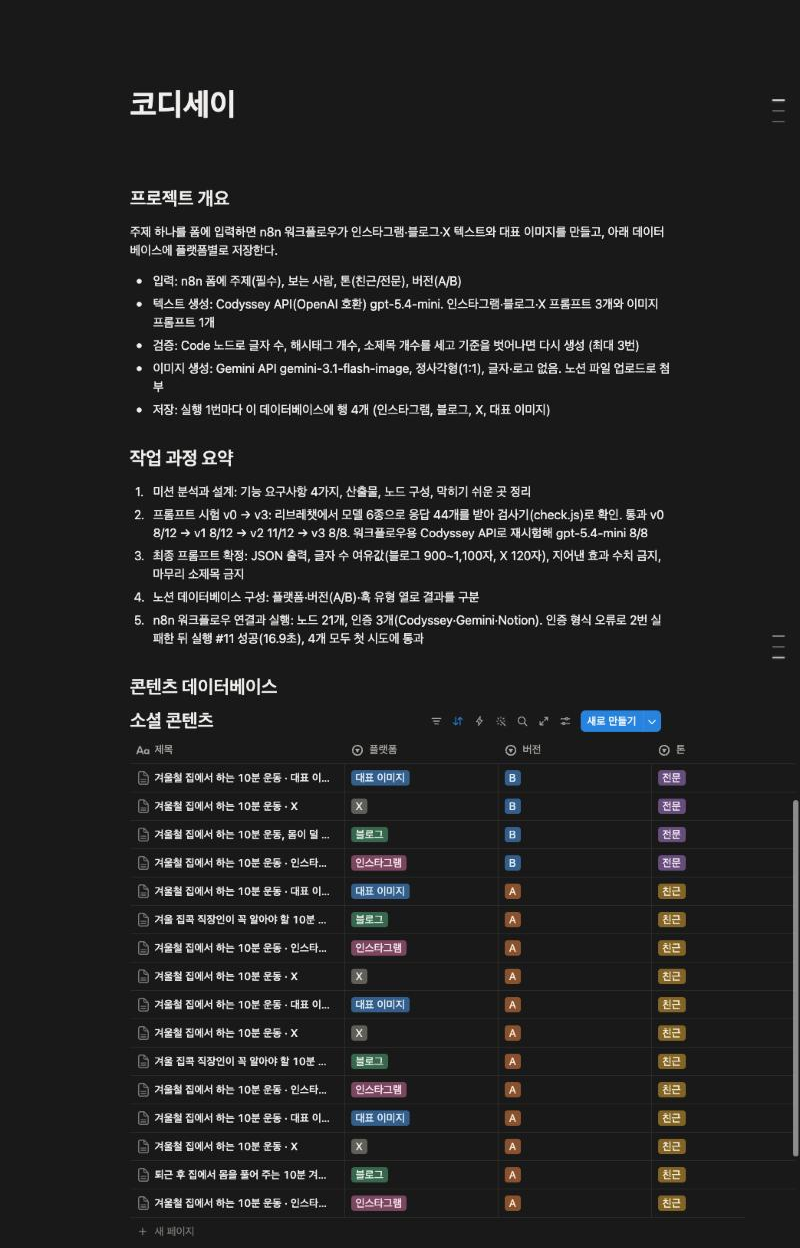 코디세이
프로젝트 개요
주제 하나를 폼에 입력하면 n8n 워크플로우가 인스타그램·블로그·X 텍스트와 대표 이미지를 만들고, 아래 데이터
베이스에 플랫폼별로 저장한다.
• 입력: n8n 폼에 주제(필수), 보는 사람, 톤(친근/전문), 버전(A/B)
• 텍스트 생성: Codyssey API(OpenAI 호환) gpt-5.4-mini. 인스타그램·블로그·X 프롬프트 3개와 이미지
프롬프트 1개
• 검증: Code 노드로 글자 수, 해시태그 개수, 소제목 개수를 세고 기준을 벗어나면 다시 생성 (최대 3번)
• 이미지 생성: Gemini API gemini-3.1-flash-image, 정사각형(1:1), 글자·로고 없음. 노션 파일 업로드로 첨
부
• 저장: 실행 1번마다 이 데이터베이스에 행 4개 (인스타그램, 블로그, X, 대표 이미지)
작업 과정 요약
1. 미션 분석과 설계: 기능 요구사항 4가지, 산출물, 노드 구성, 막히기 쉬운 곳 정리
2. 프롬프트 시험 v0 → v3: 리브레챗에서 모델 6종으로 응답 44개를 받아 검사기(check.js)로 확인. 통과 v0
8/12 → v1 8/12 → v2 11/12 → v3 8/8. 워크플로우용 Codyssey API로 재시험해 gpt-5.4-mini 8/8
3. 최종 프롬프트 확정: JSON 출력, 글자 수 여유값(블로그 900~1,100자, X 120자), 지어낸 효과 수치 금지,
마무리 소제목 금지
4. 노션 데이터베이스 구성: 플랫폼·버전(A/B)·훅 유형 열로 결과를 구분
5. n8n 워크플로우 연결과 실행: 노드 21개, 인증 3개(Codyssey·Gemini·Notion). 인증 형식 오류로 2번 실
패한 뒤 실행 #11 성공(16.9초), 4개 모두 첫 시도에 통과
콘텐츠 데이터베이스
소셜 콘텐츠
새로 만들기
Aa 제목 플랫폼 버전 톤
겨울철 집에서 하는 10분 운동 · 대표 이... 대표 이미지 B 전문
겨울철 집에서 하는 10분 운동 · X X B 전문
겨울철 집에서 하는 10분 운동, 몸이 덜 ... 블로그 B 전문
겨울철 집에서 하는 10분 운동 · 인스타... 인스타그램 B 전문
겨울철 집에서 하는 10분 운동 · 대표 이... 대표 이미지 A 친근
겨울 집콕 직장인이 꼭 알아야 할 10분 ... 블로그 A 친근
겨울철 집에서 하는 10분 운동 · 인스타... 인스타그램 A 친근
겨울철 집에서 하는 10분 운동 · X X A 친근
겨울철 집에서 하는 10분 운동 · 대표 이... 대표 이미지 A 친근
겨울철 집에서 하는 10분 운동 · X X A 친근
겨울 집콕 직장인이 꼭 알아야 할 10분 ... 블로그 A 친근
겨울철 집에서 하는 10분 운동 · 인스타... 인스타그램 A 친근
겨울철 집에서 하는 10분 운동 · 대표 이... 대표 이미지 A 친근
겨울철 집에서 하는 10분 운동 · X X A 친근
퇴근 후 집에서 몸을 풀어 주는 10분 겨... 블로그 A 친근
겨울철 집에서 하는 10분 운동 · 인스타... 인스타그램 A 친근
+ 새 페이지